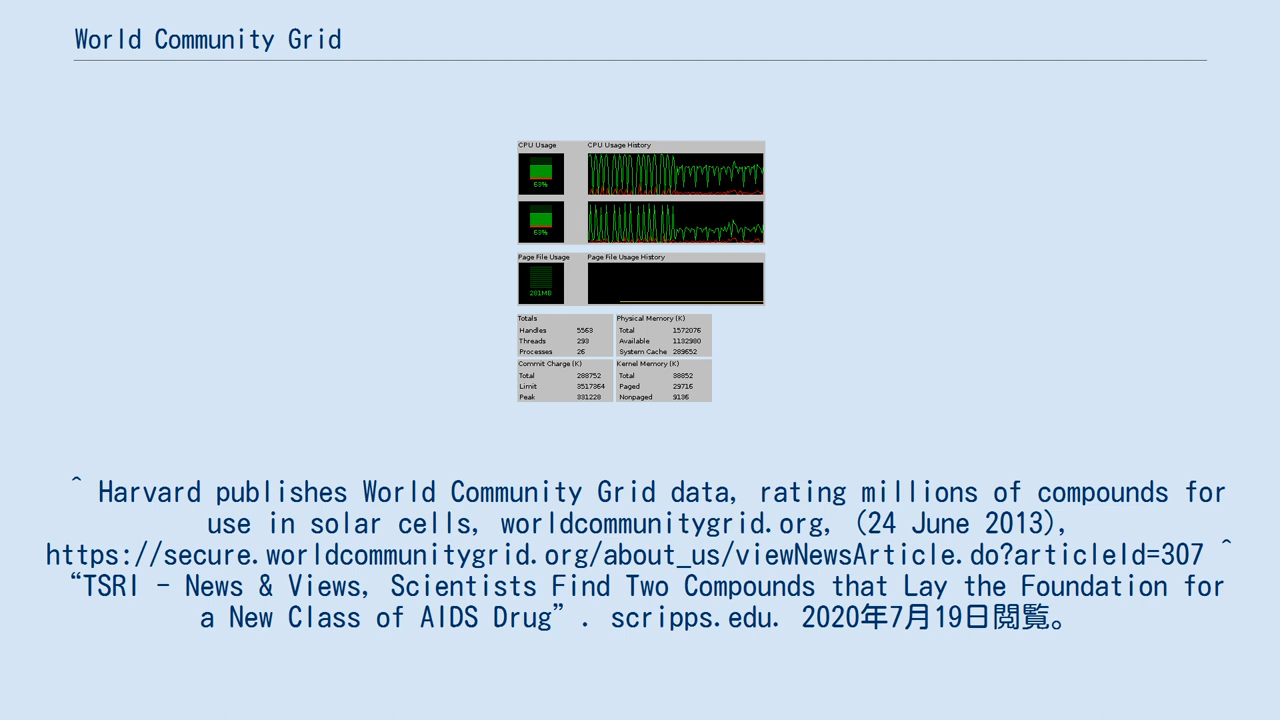 World Community Grid
CPU Usage
CPU Usage History
63%
63%
Page File Usage
Page File Usage History
281MB
Totals
Handles 5563
Threads 293
Processes 26
Physical Memory (K)
Total 1572076
Available 1132980
System Cache 289652
Commit Charge (K)
Total 288752
Limit 3517364
Peak 331228
Kernel Memory (K)
Total 38852
Paged 29716
Nonpaged 9136
^ Harvard publishes World Community Grid data, rating millions of compounds for
use in solar cells, worldcommunitygrid.org, (24 June 2013),
https://secure.worldcommunitygrid.org/about_us/viewNewsArticle.do?articleId=307 ^
“TSRI - News & Views, Scientists Find Two Compounds that Lay the Foundation for
a New Class of AIDS Drug”. scripps.edu. 2020年7月19日閲覧。